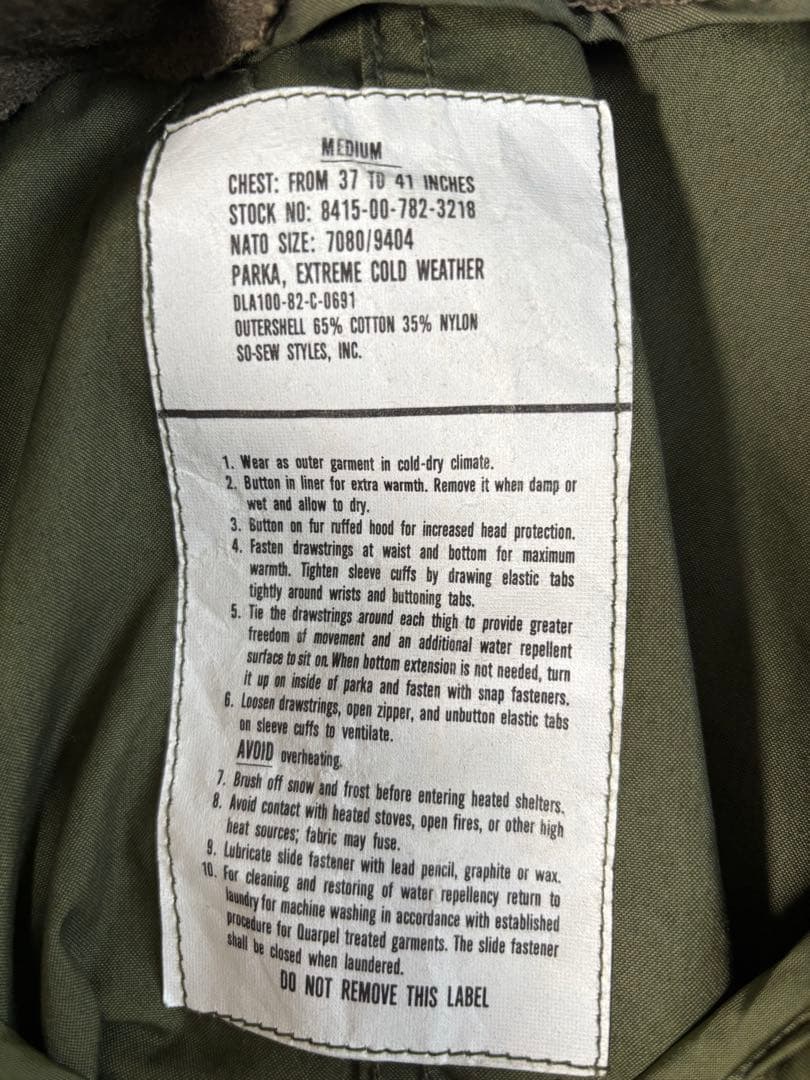 MEDIUM
CHEST: FROM 37 TO 41 INCHES
STOCK NO: 8415-00-782-3218
NATO SIZE: 7080/9404
PARKA, EXTREME COLD WEATHER
DLA100-82-C-0691
OUTERSHELL 65% COTTON 35% NYLON
SO-SEW STYLES, INC.
1. Wear as outer garment in cold-dry climate.
2. Button in liner for extra warmth. Remove it when damp or
wet and allow to dry.
3. Button on fur ruffed hood for increased head protection.
4. Fasten drawstrings at waist and bottom for maximum
warmth. Tighten sleeve cuffs by drawing elastic tabs
tightly around wrists and buttoning tabs.
5. Tie the drawstrings around each thigh to provide greater
freedom of movement and an additional water repellent
surface to sit on. When bottom extension is not needed, turn
it up on inside of parka and fasten with snap fasteners.
6. Loosen drawstrings, open zipper, and unbutton elastic tabs
on sleeve cuffs to ventilate.
AVOID overheating.
7. Brush off snow and frost before entering heated shelters.
8. Avoid contact with heated stoves, open fires, or other high
heat sources; fabric may fuse.
9. Lubricate slide fastener with lead pencil, graphite or wax.
10. For cleaning and restoring of water repellency return to
laundry for machine washing in accordance with established
procedure for Quarpel treated garments. The slide fastener
shall be closed when laundered.
DO NOT REMOVE THIS LABEL